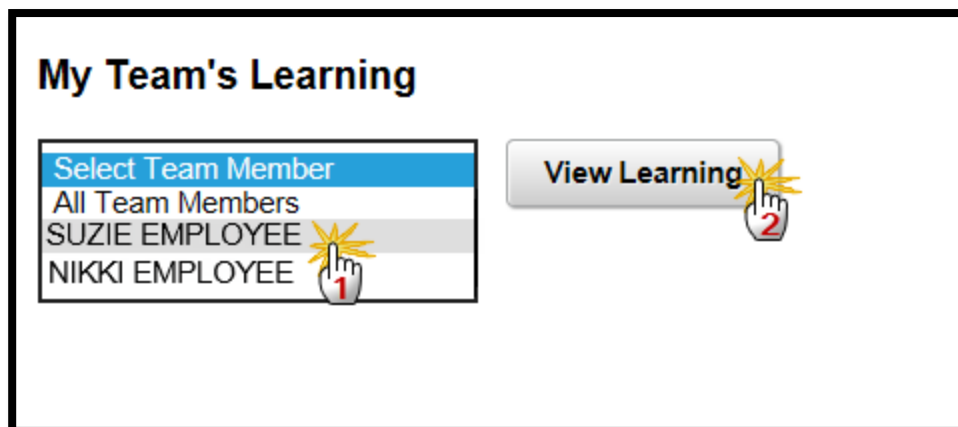 My Team's Learning
Select Team Member
All Team Members
SUZIE EMPLOYEE
NIKKI EMPLOYEE
1
View Learning
2